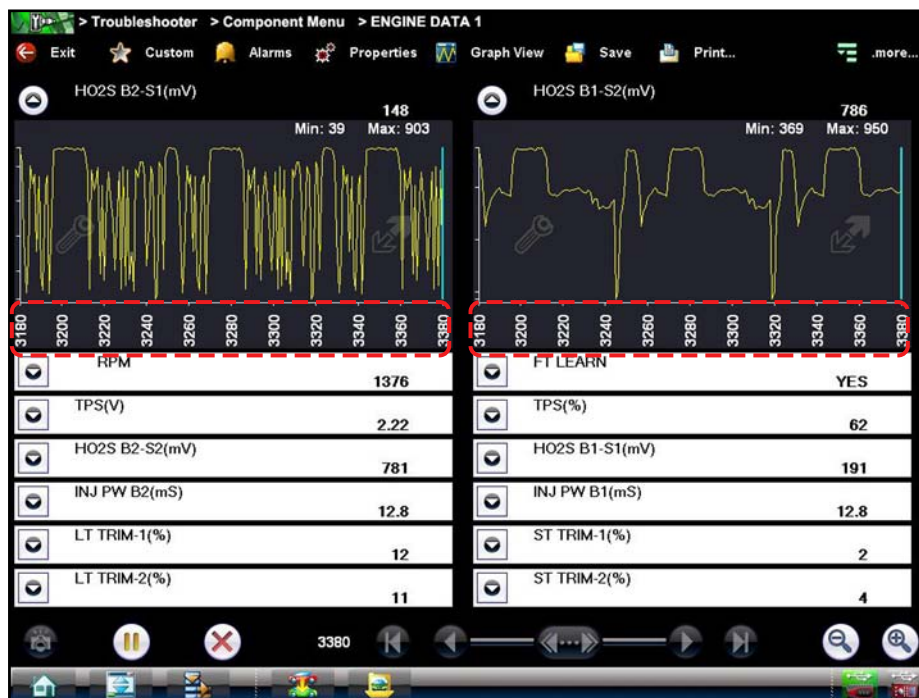 > Troubleshooter > Component Menu > ENGINE DATA 1
Exit Custom Alarms Properties Graph View Save Print... .more...
HO2S B2-S1(mV)
148
Min: 39 Max: 903
3180 3200 3220 3240 3260 3280 3300 3320 3340 3360 3380
HO2S B1-S2(mV)
786
Min: 369 Max: 950
3180 3200 3220 3240 3260 3280 3300 3320 3340 3360 3380
RPM 1376
FT LEARN YES
TPS(V) 2.22
TPS(%) 62
HO2S B2-S2(mV) 781
HO2S B1-S1(mV) 191
INJ PW B2(mS) 12.8
INJ PW B1(mS) 12.8
LT TRIM-1(%) 12
ST TRIM-1(%) 2
LT TRIM-2(%) 11
ST TRIM-2(%) 4
3380